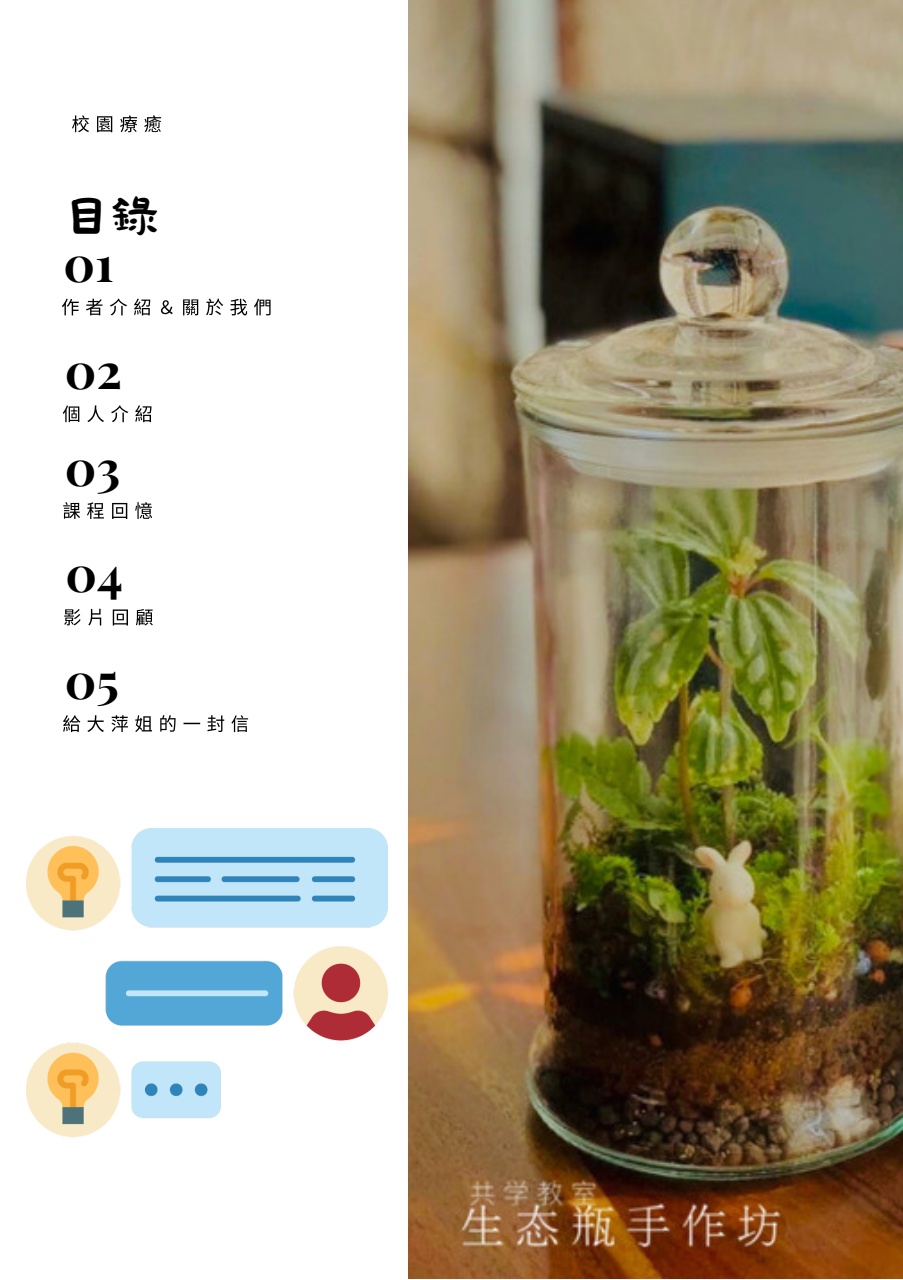 校園療癒
目錄
01
作者介紹&關於我們
02
個人介紹
03
課程回憶
04
影片回顧
05
給大萍姐的一封信
共学教室
生态瓶手作坊